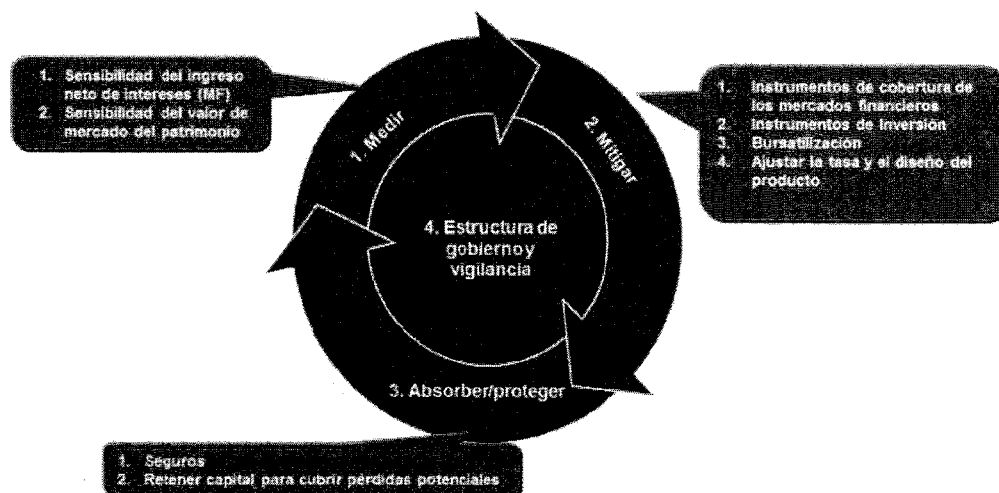 1. Sensibilidad del ingreso
neto de intereses (MF)
2. Sensibilidad del valor de
mercado del patrimonio
1. Medir
2. Mitigar
1. Instrumentos de cobertura de
los mercados financieros
2. Instrumentos de Inversión
3. Bursatilización
4. Ajustar la tasa y el diseño del
producto
4. Estructura de
gobierno y
vigilancia
3. Absorber/proteger
1. Seguros
2. Retener capital para cubrir pérdidas potenciales